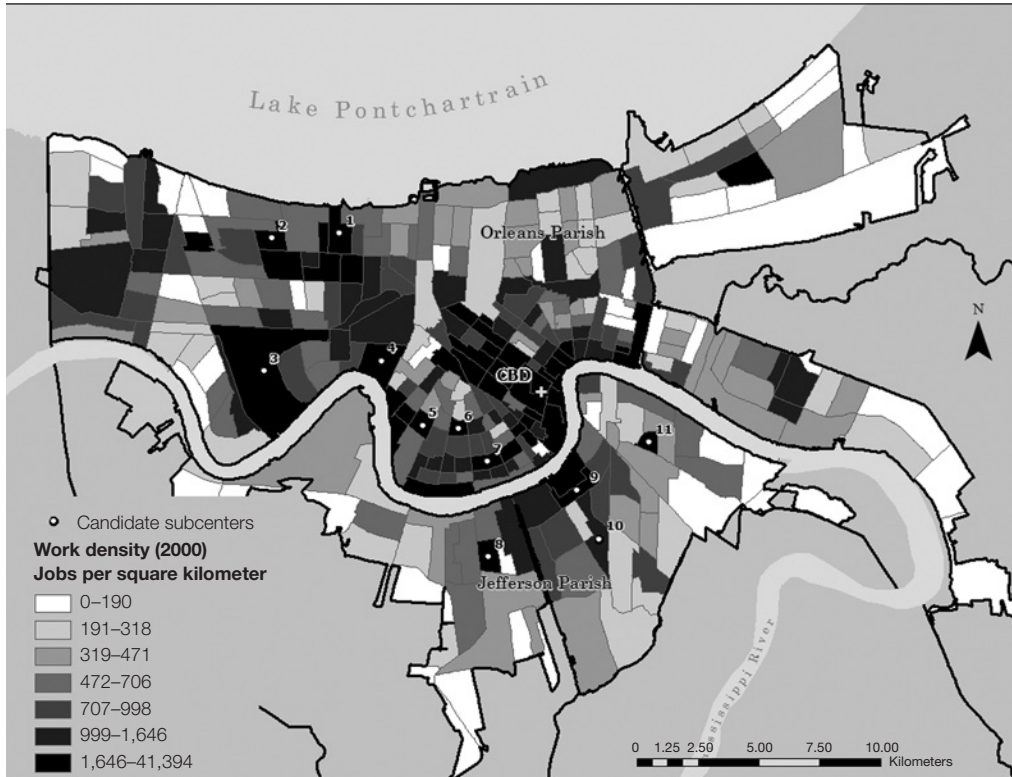 Lake Pontchartrain
1
2
Orleans Parish
N
3
4
CBD
5
6
11
7
9
10
8
Jefferson Parish
Candidate subcenters
Work density (2000)
Jobs per square kilometer
0–190
191–318
319–471
472–706
707–998
999–1,646
1,646–41,394
River
0 1.25 2.50 5.00 7.50 10.00
Kilometers